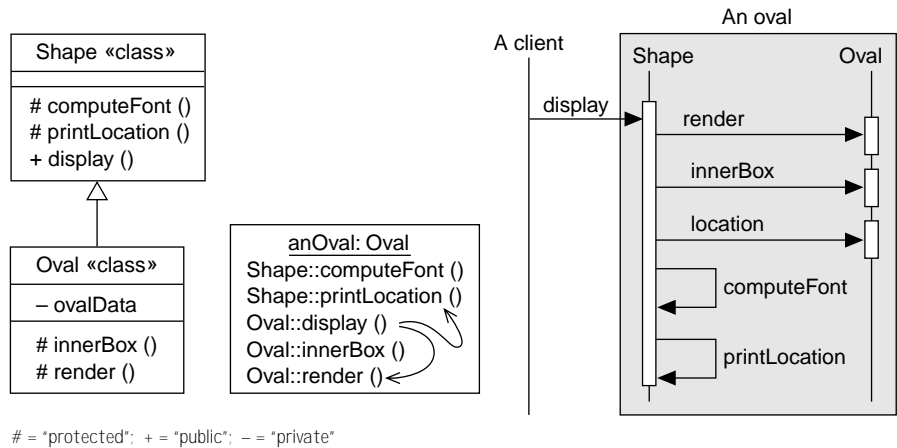 Shape «class»
# computeFont ()
# printLocation ()
+ display ()
Oval «class»
– ovalData
# innerBox ()
# render ()
anOval: Oval
Shape::computeFont ()
Shape::printLocation ()
Oval::display ()
Oval::innerBox ()
Oval::render ()
An oval
A client
Shape
Oval
display
render
innerBox
location
computeFont
printLocation
# = "protected"; + = "public"; – = "private"